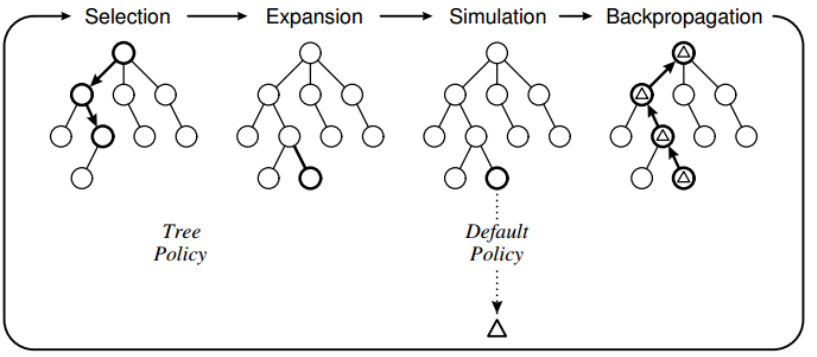 Selection
Expansion
Simulation
Backpropagation
Tree
Policy
Default
Policy